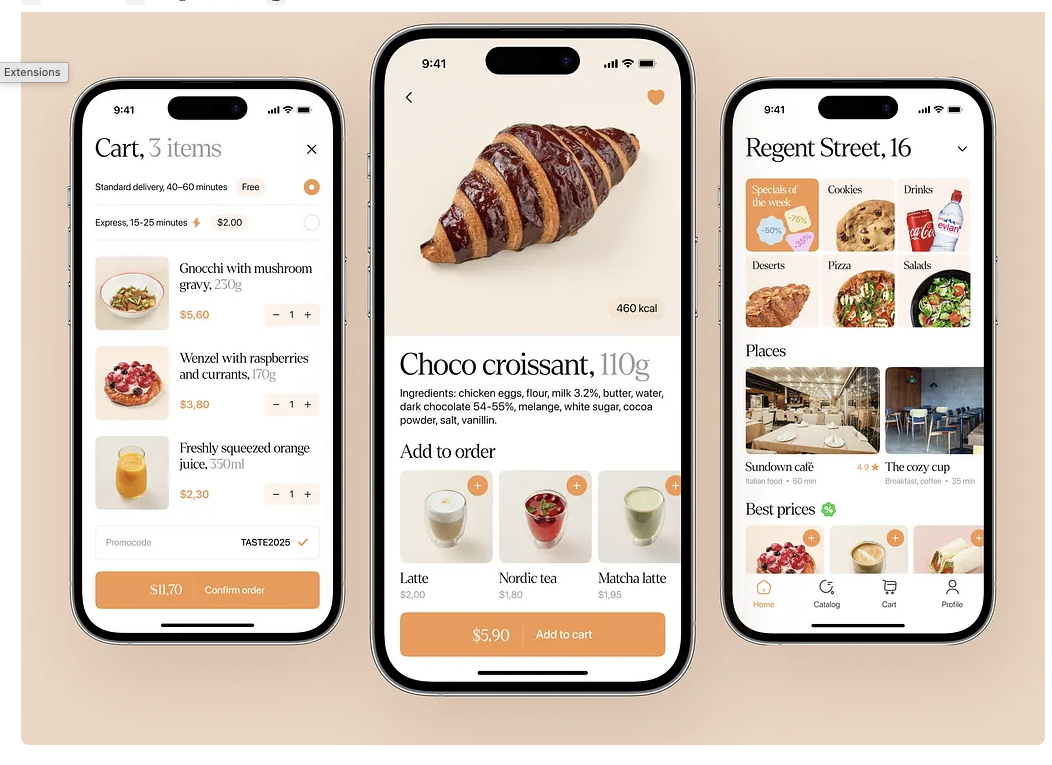 Extensions
9:41
Cart, 3 items
Standard delivery, 40–60 minutes Free
Express, 15-25 minutes $2.00
Gnocchi with mushroom
gravy, 230g
$5,60
− 1 +
Wenzel with raspberries
and currants, 170g
$3,80
− 1 +
Freshly squeezed orange
juice, 350ml
$2,30
− 1 +
Promocode TASTE2025
$11,70 Confirm order
9:41
460 kcal
Choco croissant, 110g
Ingredients: chicken eggs, flour, milk 3.2%, butter, water,
dark chocolate 54-55%, melange, white sugar, cocoa
powder, salt, vanillin.
Add to order
+ + +
Latte Nordic tea Matcha latte
$2,00 $1,80 $1,95
$5,90 Add to cart
9:41
Regent Street, 16
Specials of
the week
-50%
-75%
-35%
Cookies
Drinks
Coca-Cola
evian
Deserts
Pizza
Salads
Places
Sundown café 4.9 ★
Italian food • 60 min
The cozy cup
Breakfast, coffee • 35 min
Best prices %
+ + +
Home Catalog Cart Profile